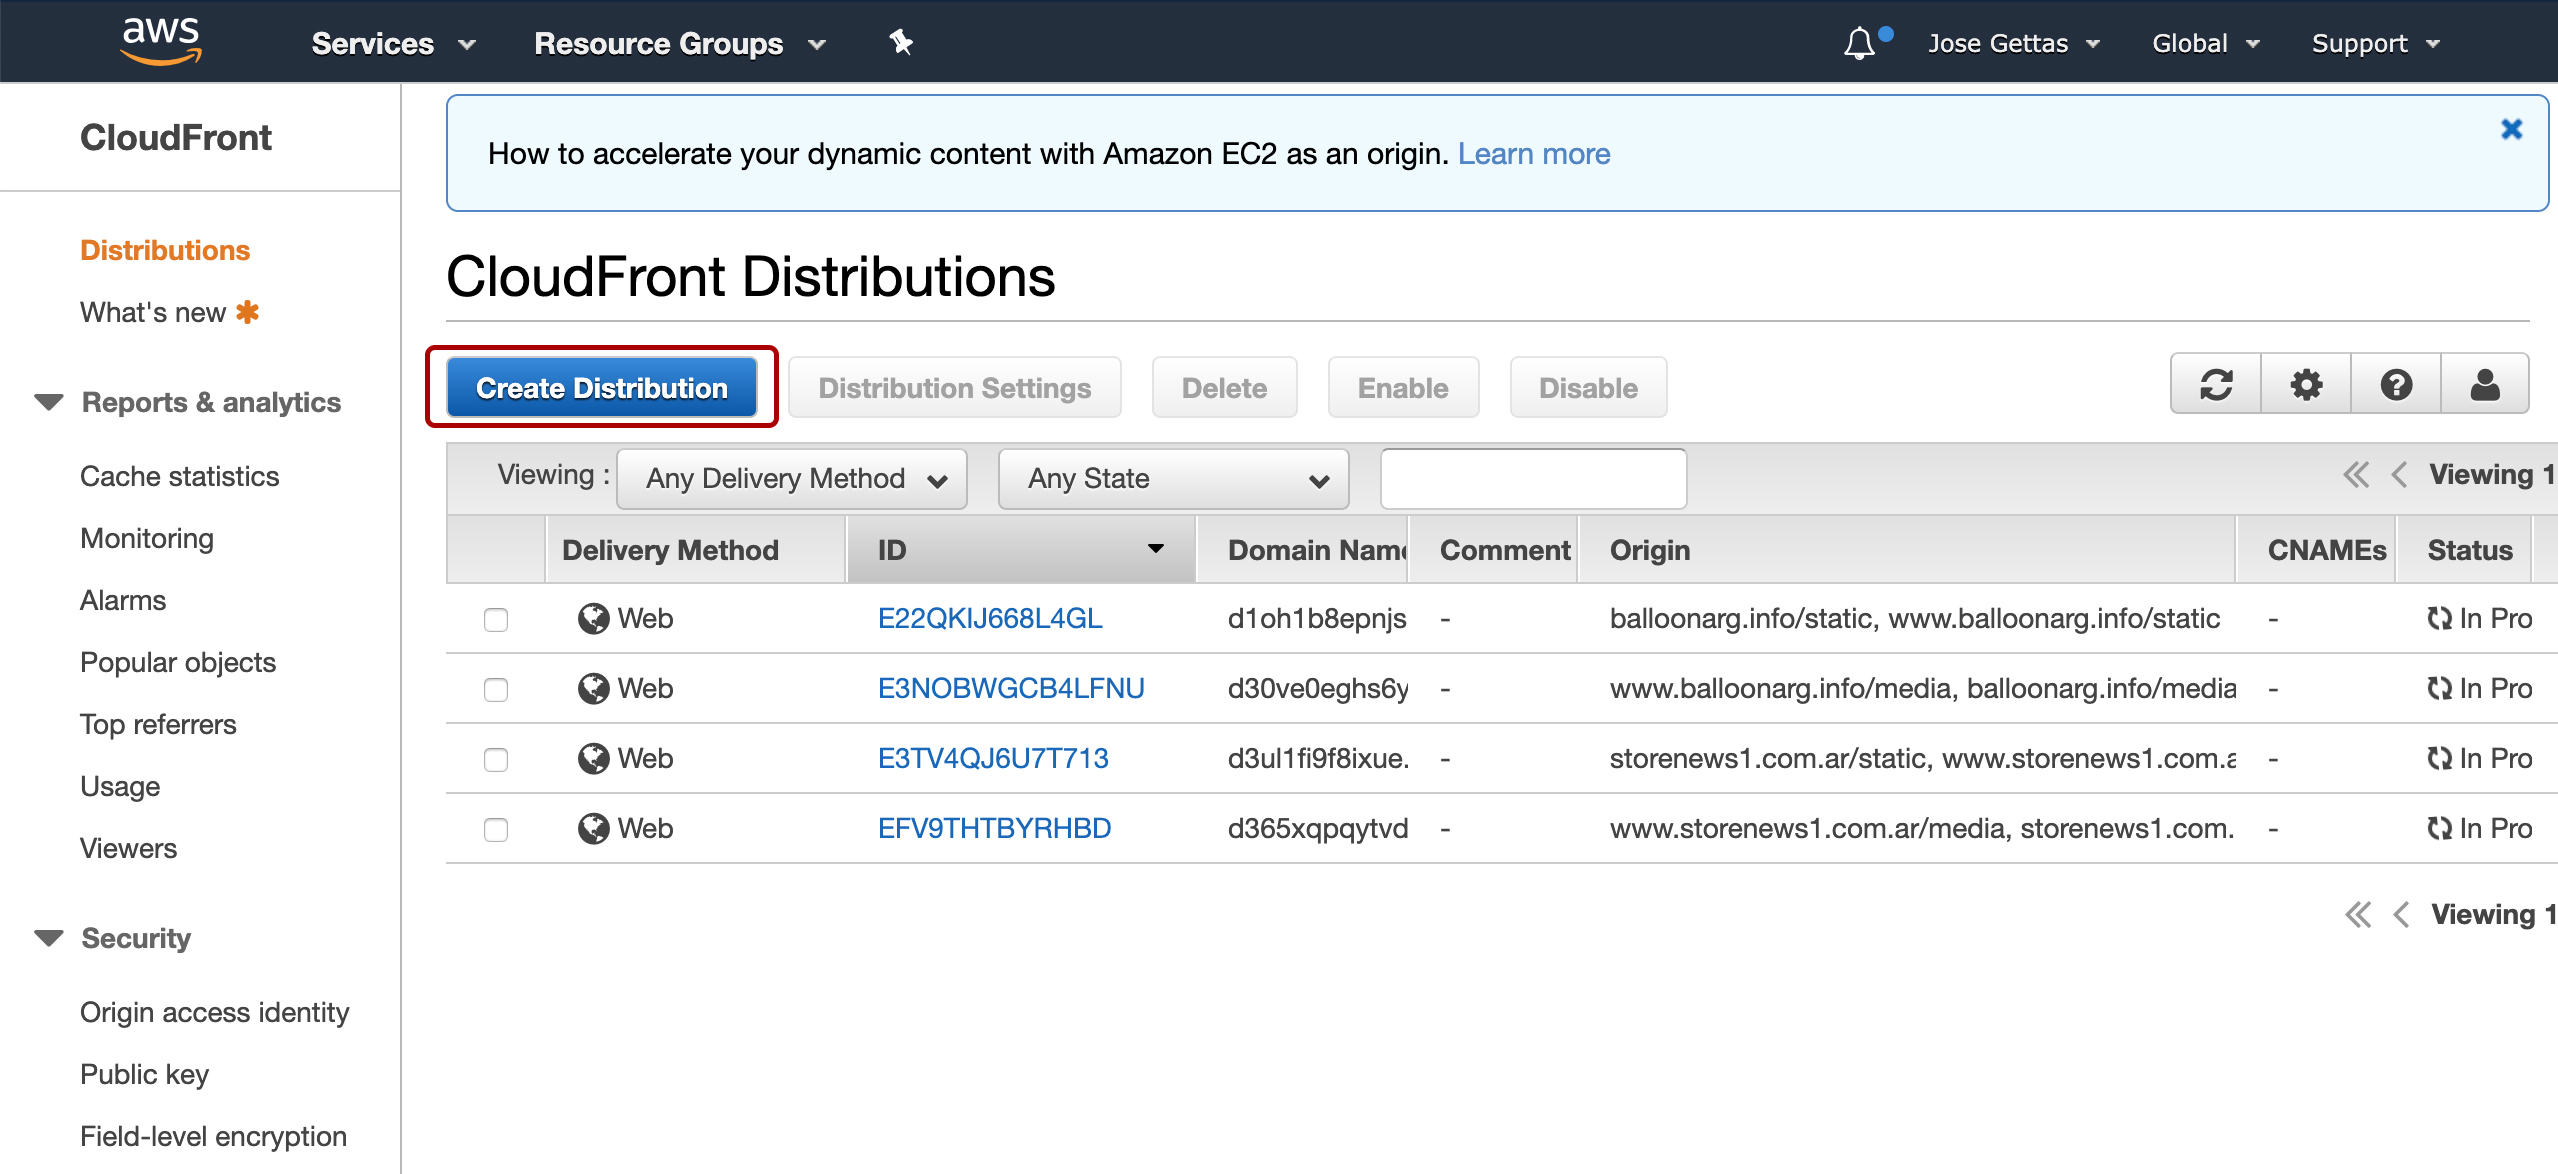 aws
Services
Resource Groups
Jose Gettas
Global
Support
CloudFront
Distributions
What's new
Reports & analytics
Cache statistics
Monitoring
Alarms
Popular objects
Top referrers
Usage
Viewers
Security
Origin access identity
Public key
Field-level encryption
How to accelerate your dynamic content with Amazon EC2 as an origin. Learn more
CloudFront Distributions
Create Distribution
Distribution Settings
Delete
Enable
Disable
Viewing : Any Delivery Method Any State
Viewing 1
Delivery Method ID Domain Name Comment Origin CNAMEs Status
Web E22QKIJ668L4GL d1oh1b8epnjs - balloonarg.info/static, www.balloonarg.info/static - In Pro
Web E3NOBWGCB4LFNU d30ve0eghs6y - www.balloonarg.info/media, balloonarg.info/media - In Pro
Web E3TV4QJ6U7T713 d3ul1fi9f8ixue. - storenews1.com.ar/static, www.storenews1.com.a - In Pro
Web EFV9THTBYRHBD d365xqpqytvd - www.storenews1.com.ar/media, storenews1.com. - In Pro
Viewing 1